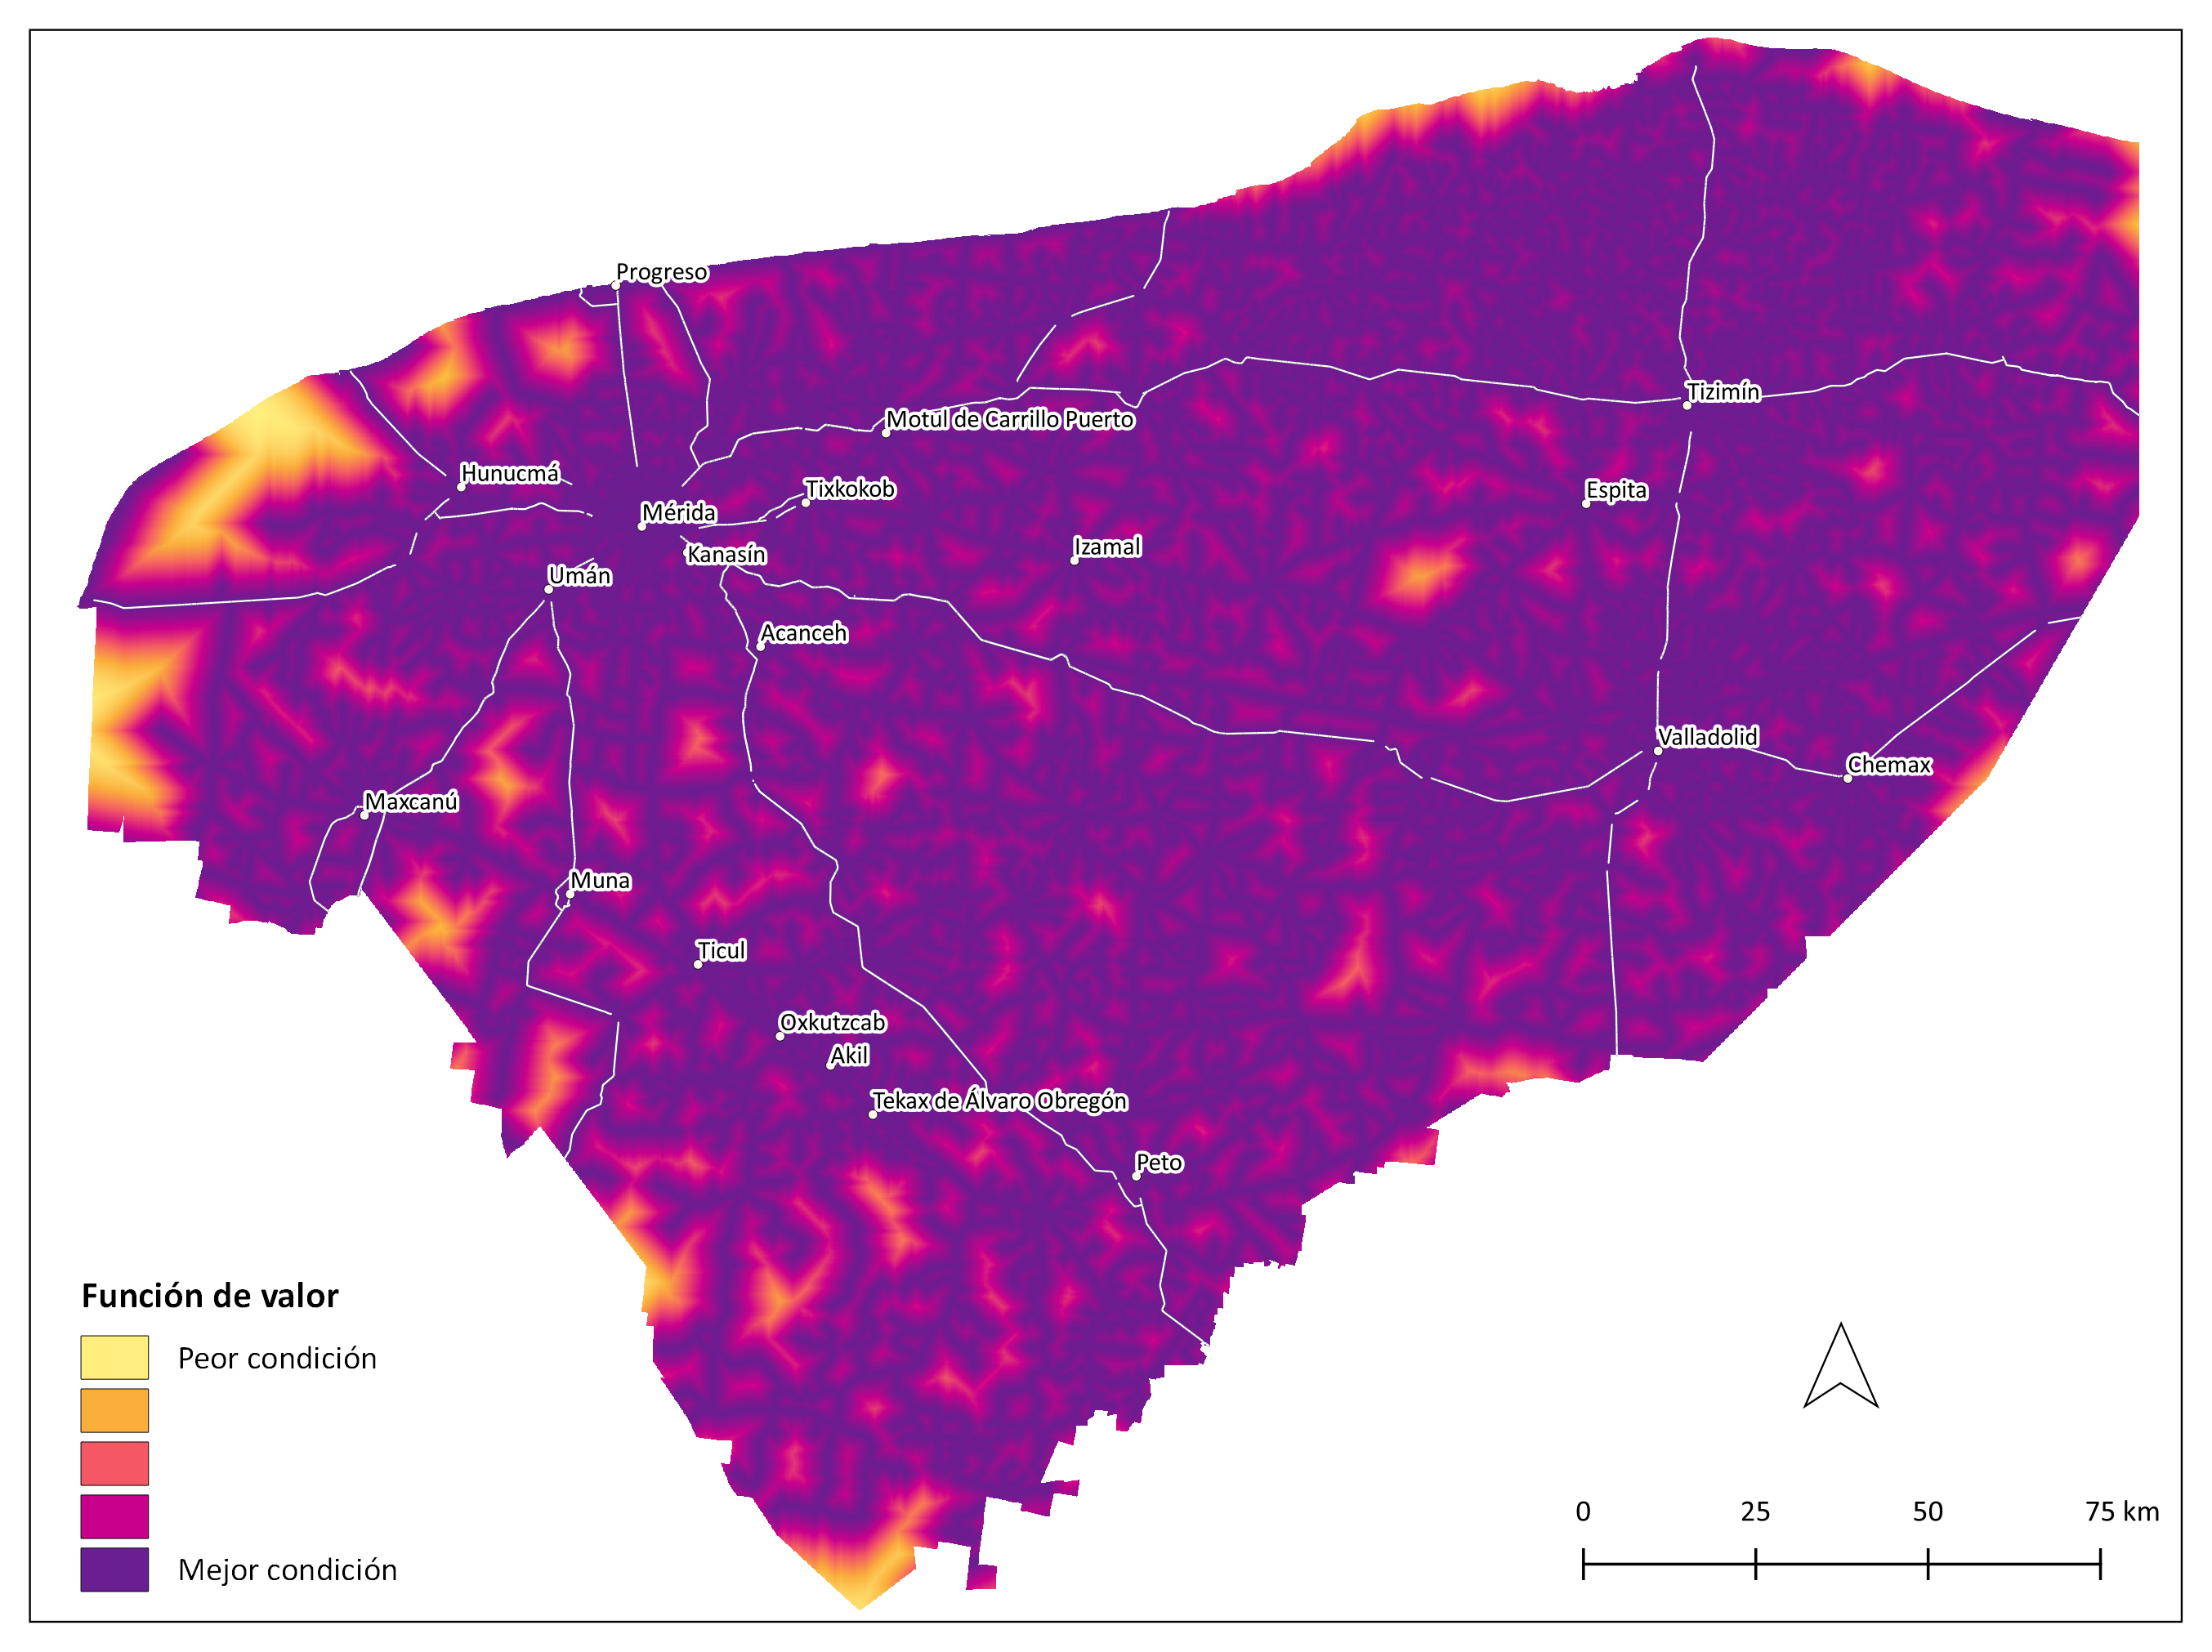 Progreso
Tizimín
Motul de Carrillo Puerto
Hunucmá
Tixkokob
Espita
Mérida
Izamal
Kanasín
Umán
Acanceh
Valladolid
Chemax
Maxcanú
Muna
Ticul
Oxkutzcab
Akil
Tekax de Álvaro Obregón
Peto
Función de valor
Peor condición
Mejor condición
0 25 50 75 km